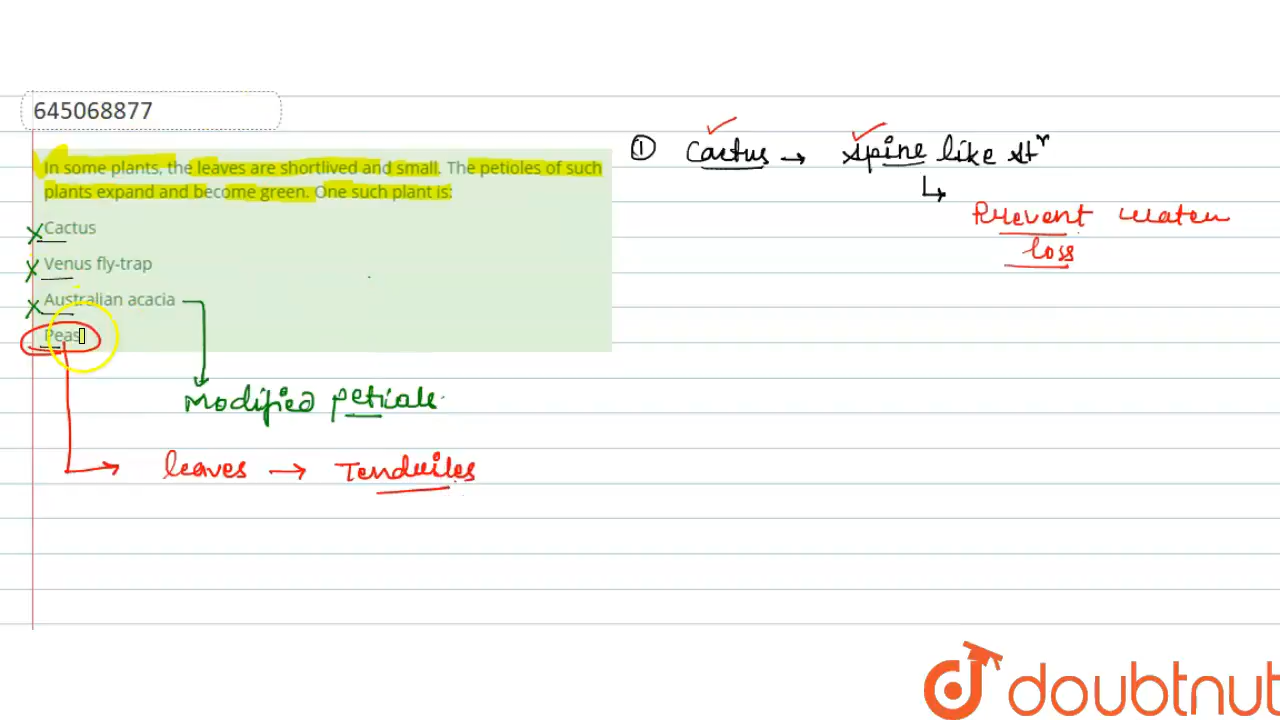 645068877
In some plants, the leaves are shortlived and small. The petioles of such
plants expand and become green. One such plant is:
Cactus
Venus fly-trap
Australian acacia
Peas
① Cactus → spine like str
Prevent water
loss
Modified peticale
leaves → Tenduiles
doubtnut